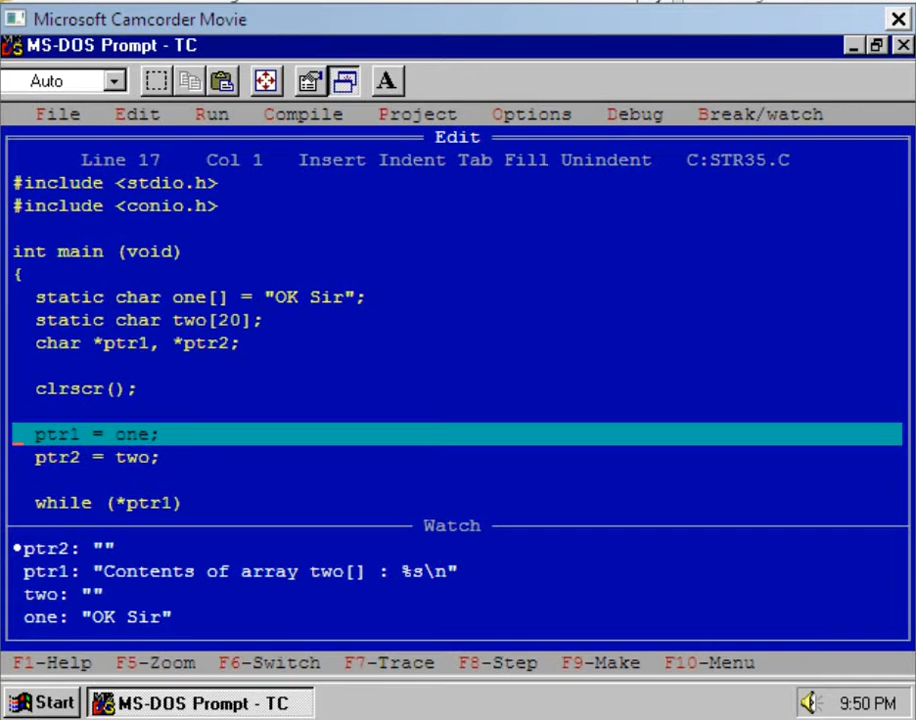 Microsoft Camcorder Movie
MS-DOS Prompt - TC
Auto
A
File Edit Run Compile Project Options Debug Break/watch
Edit
Line 17 Col 1 Insert Indent Tab Fill Unindent C:STR35.C
#include <stdio.h>
#include <conio.h>
int main (void)
{
static char one[] = "OK Sir";
static char two[20];
char *ptr1, *ptr2;
clrscr();
ptr1 = one;
ptr2 = two;
while (*ptr1)
Watch
•ptr2: ""
ptr1: "Contents of array two[] : %s\n"
two: ""
one: "OK Sir"
F1-Help F5-Zoom F6-Switch F7-Trace F8-Step F9-Make F10-Menu
Start MS-DOS Prompt - TC 9:50 PM